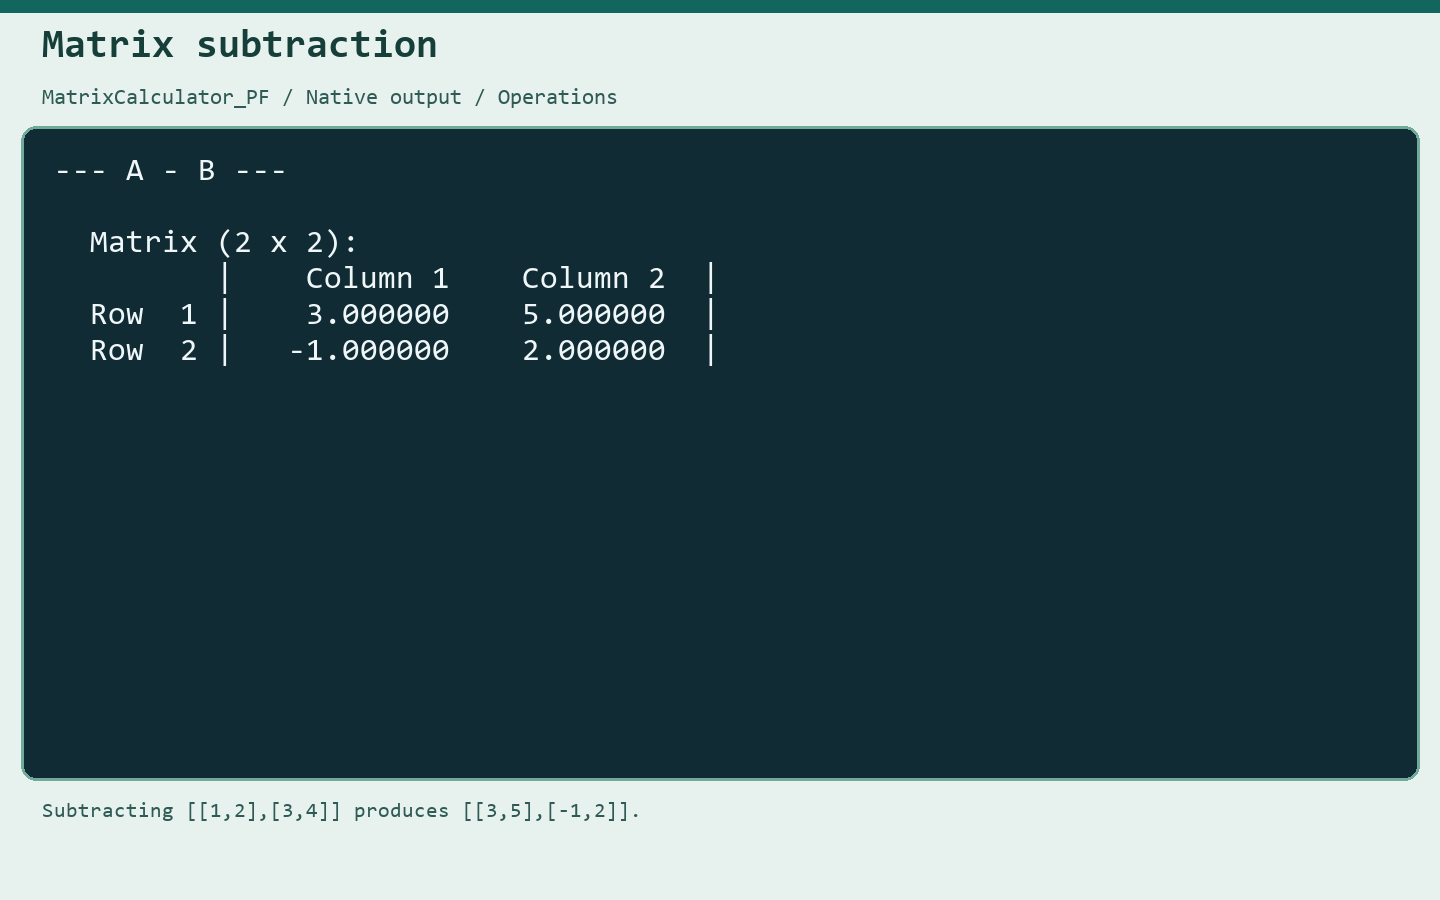 Matrix subtraction
MatrixCalculator_PF / Native output / Operations
--- A - B ---
Matrix (2 x 2):
| Column 1 Column 2 |
Row 1 | 3.000000 5.000000 |
Row 2 | -1.000000 2.000000 |
Subtracting [[1,2],[3,4]] produces [[3,5],[-1,2]].